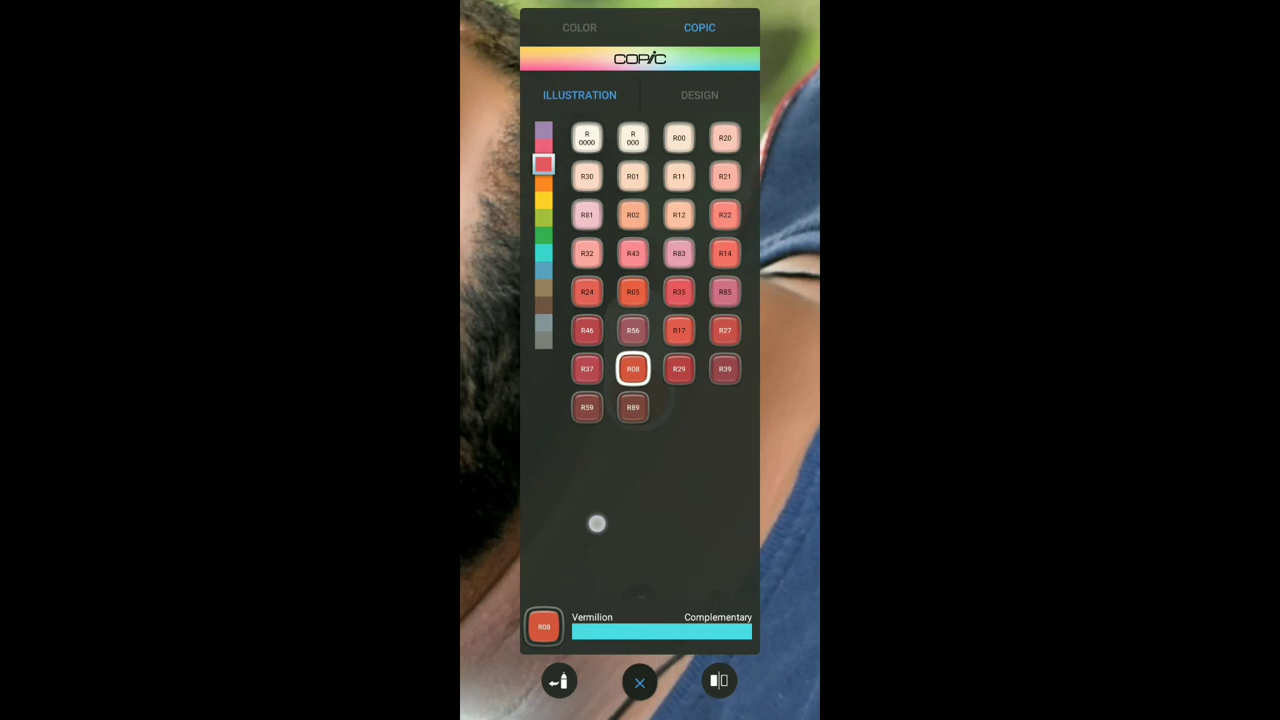 COLOR COPIC
COPIC
ILLUSTRATION DESIGN
R 0000 R 000 R00 R20
R30 R01 R11 R21
R81 R02 R12 R22
R32 R43 R83 R14
R24 R05 R35 R85
R46 R56 R17 R27
R37 R08 R29 R39
R59 R89
R08 Vermilion Complementary